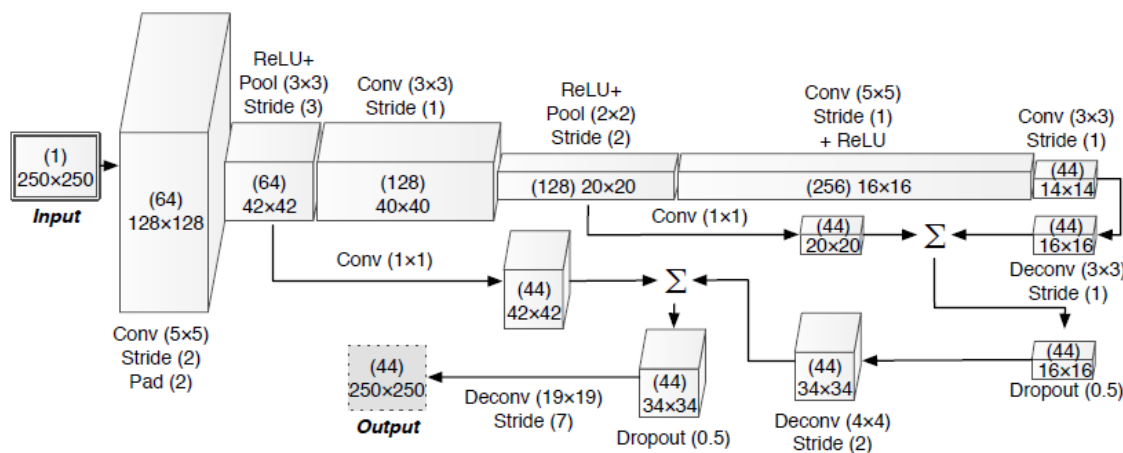 (1)
250×250
Input
(64)
128×128
Conv (5×5)
Stride (2)
Pad (2)
ReLU+
Pool (3×3)
Stride (3)
(64)
42×42
Conv (3×3)
Stride (1)
(128)
40×40
ReLU+
Pool (2×2)
Stride (2)
(128) 20×20
Conv (5×5)
Stride (1)
+ ReLU
(256) 16×16
Conv (3×3)
Stride (1)
(44)
14×14
Conv (1×1)
(44)
20×20
Σ
(44)
16×16
Deconv (3×3)
Stride (1)
Conv (1×1)
(44)
42×42
Σ
(44)
250×250
Output
Deconv (19×19)
Stride (7)
(44)
34×34
Dropout (0.5)
(44)
34×34
Deconv (4×4)
Stride (2)
(44)
16×16
Dropout (0.5)